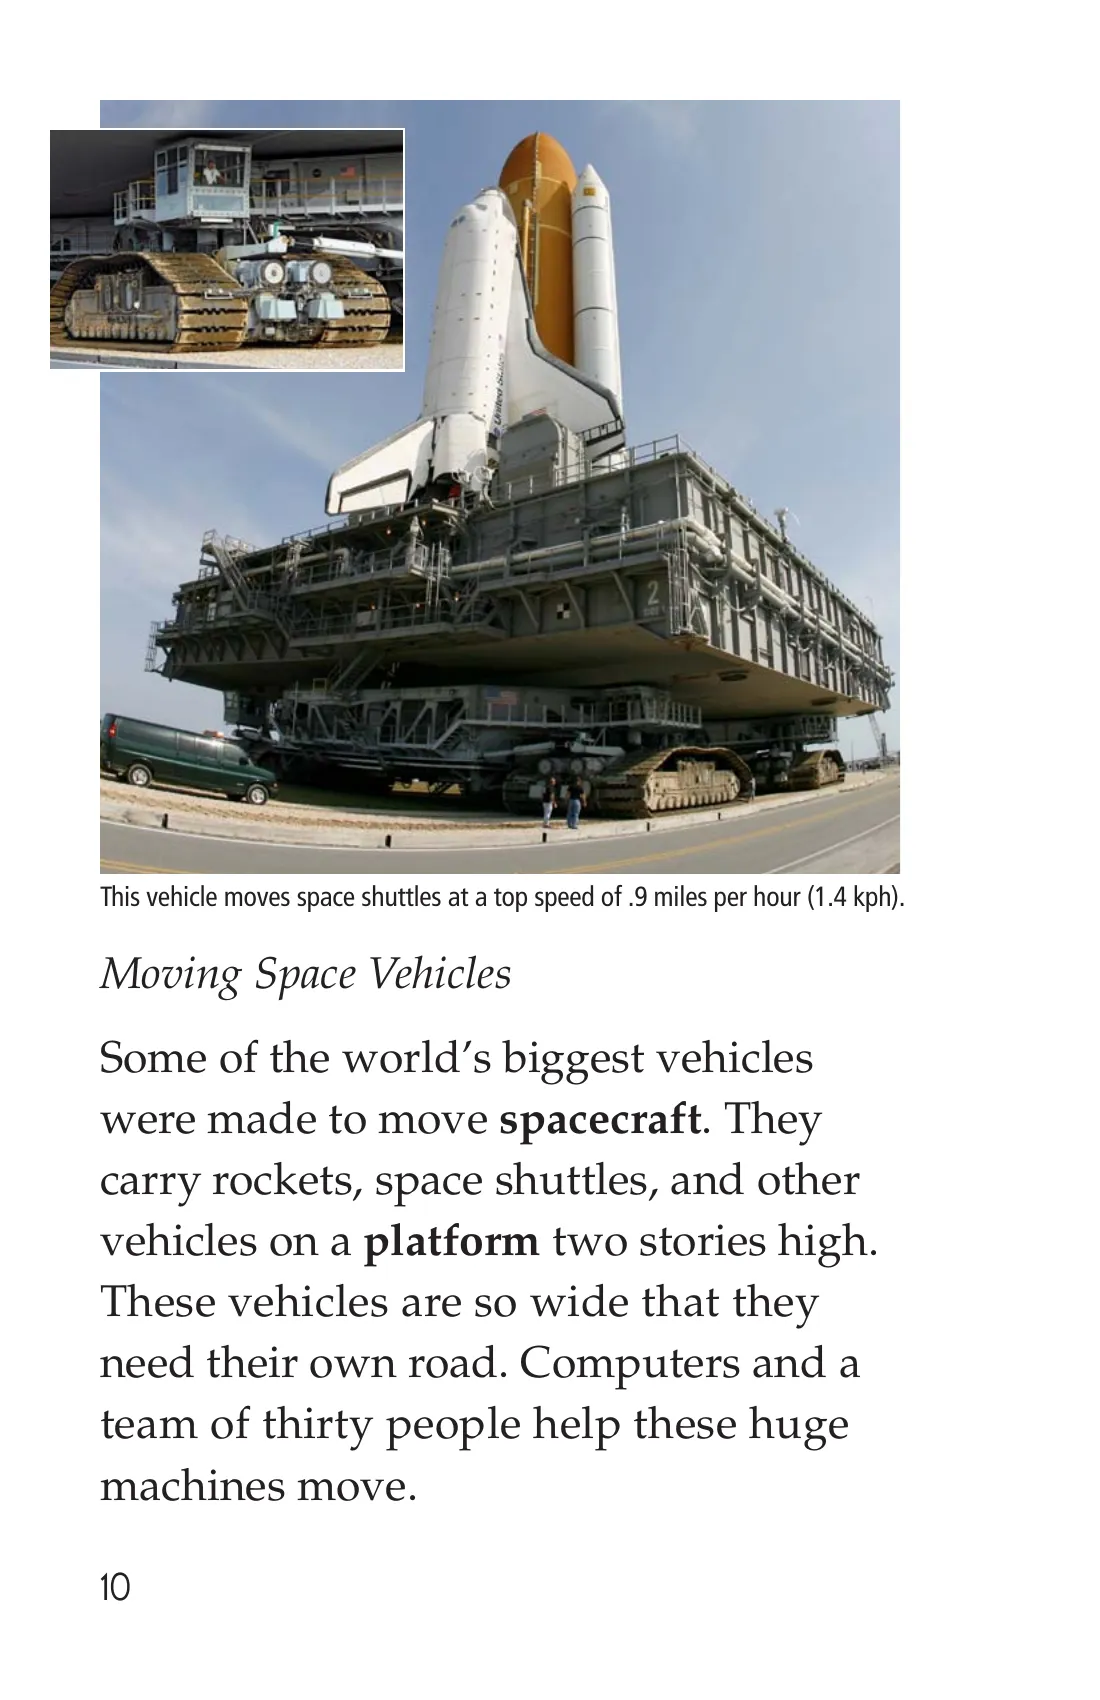 United States
2
This vehicle moves space shuttles at a top speed of .9 miles per hour (1.4 kph).
Moving Space Vehicles
Some of the world’s biggest vehicles
were made to move spacecraft. They
carry rockets, space shuttles, and other
vehicles on a platform two stories high.
These vehicles are so wide that they
need their own road. Computers and a
team of thirty people help these huge
machines move.
10